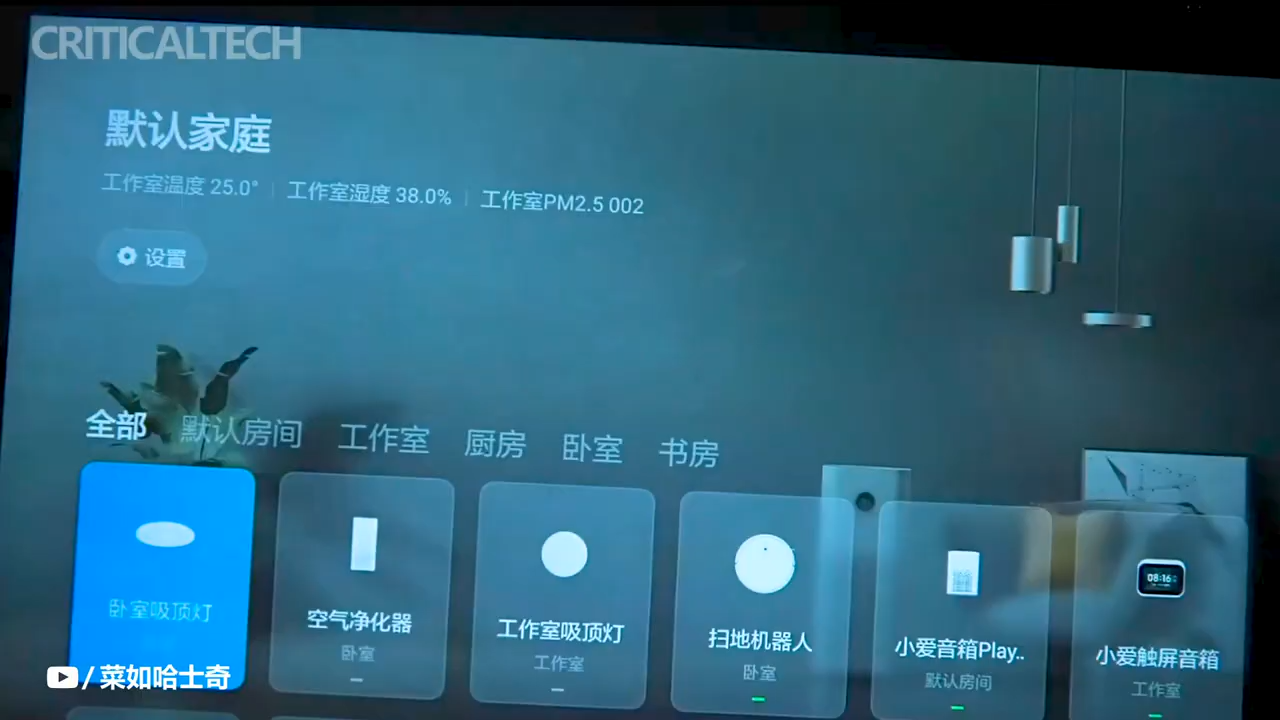 CRITICALTECH
默认家庭
工作室温度 25.0° 工作室湿度 38.0% 工作室PM2.5 002
设置
全部 默认房间 工作室 厨房 卧室 书房
卧室吸顶灯
空气净化器
卧室
工作室吸顶灯
工作室
扫地机器人
卧室
小爱音箱Play..
默认房间
08:16
小爱触屏音箱
工作室
/ 菜如哈士奇